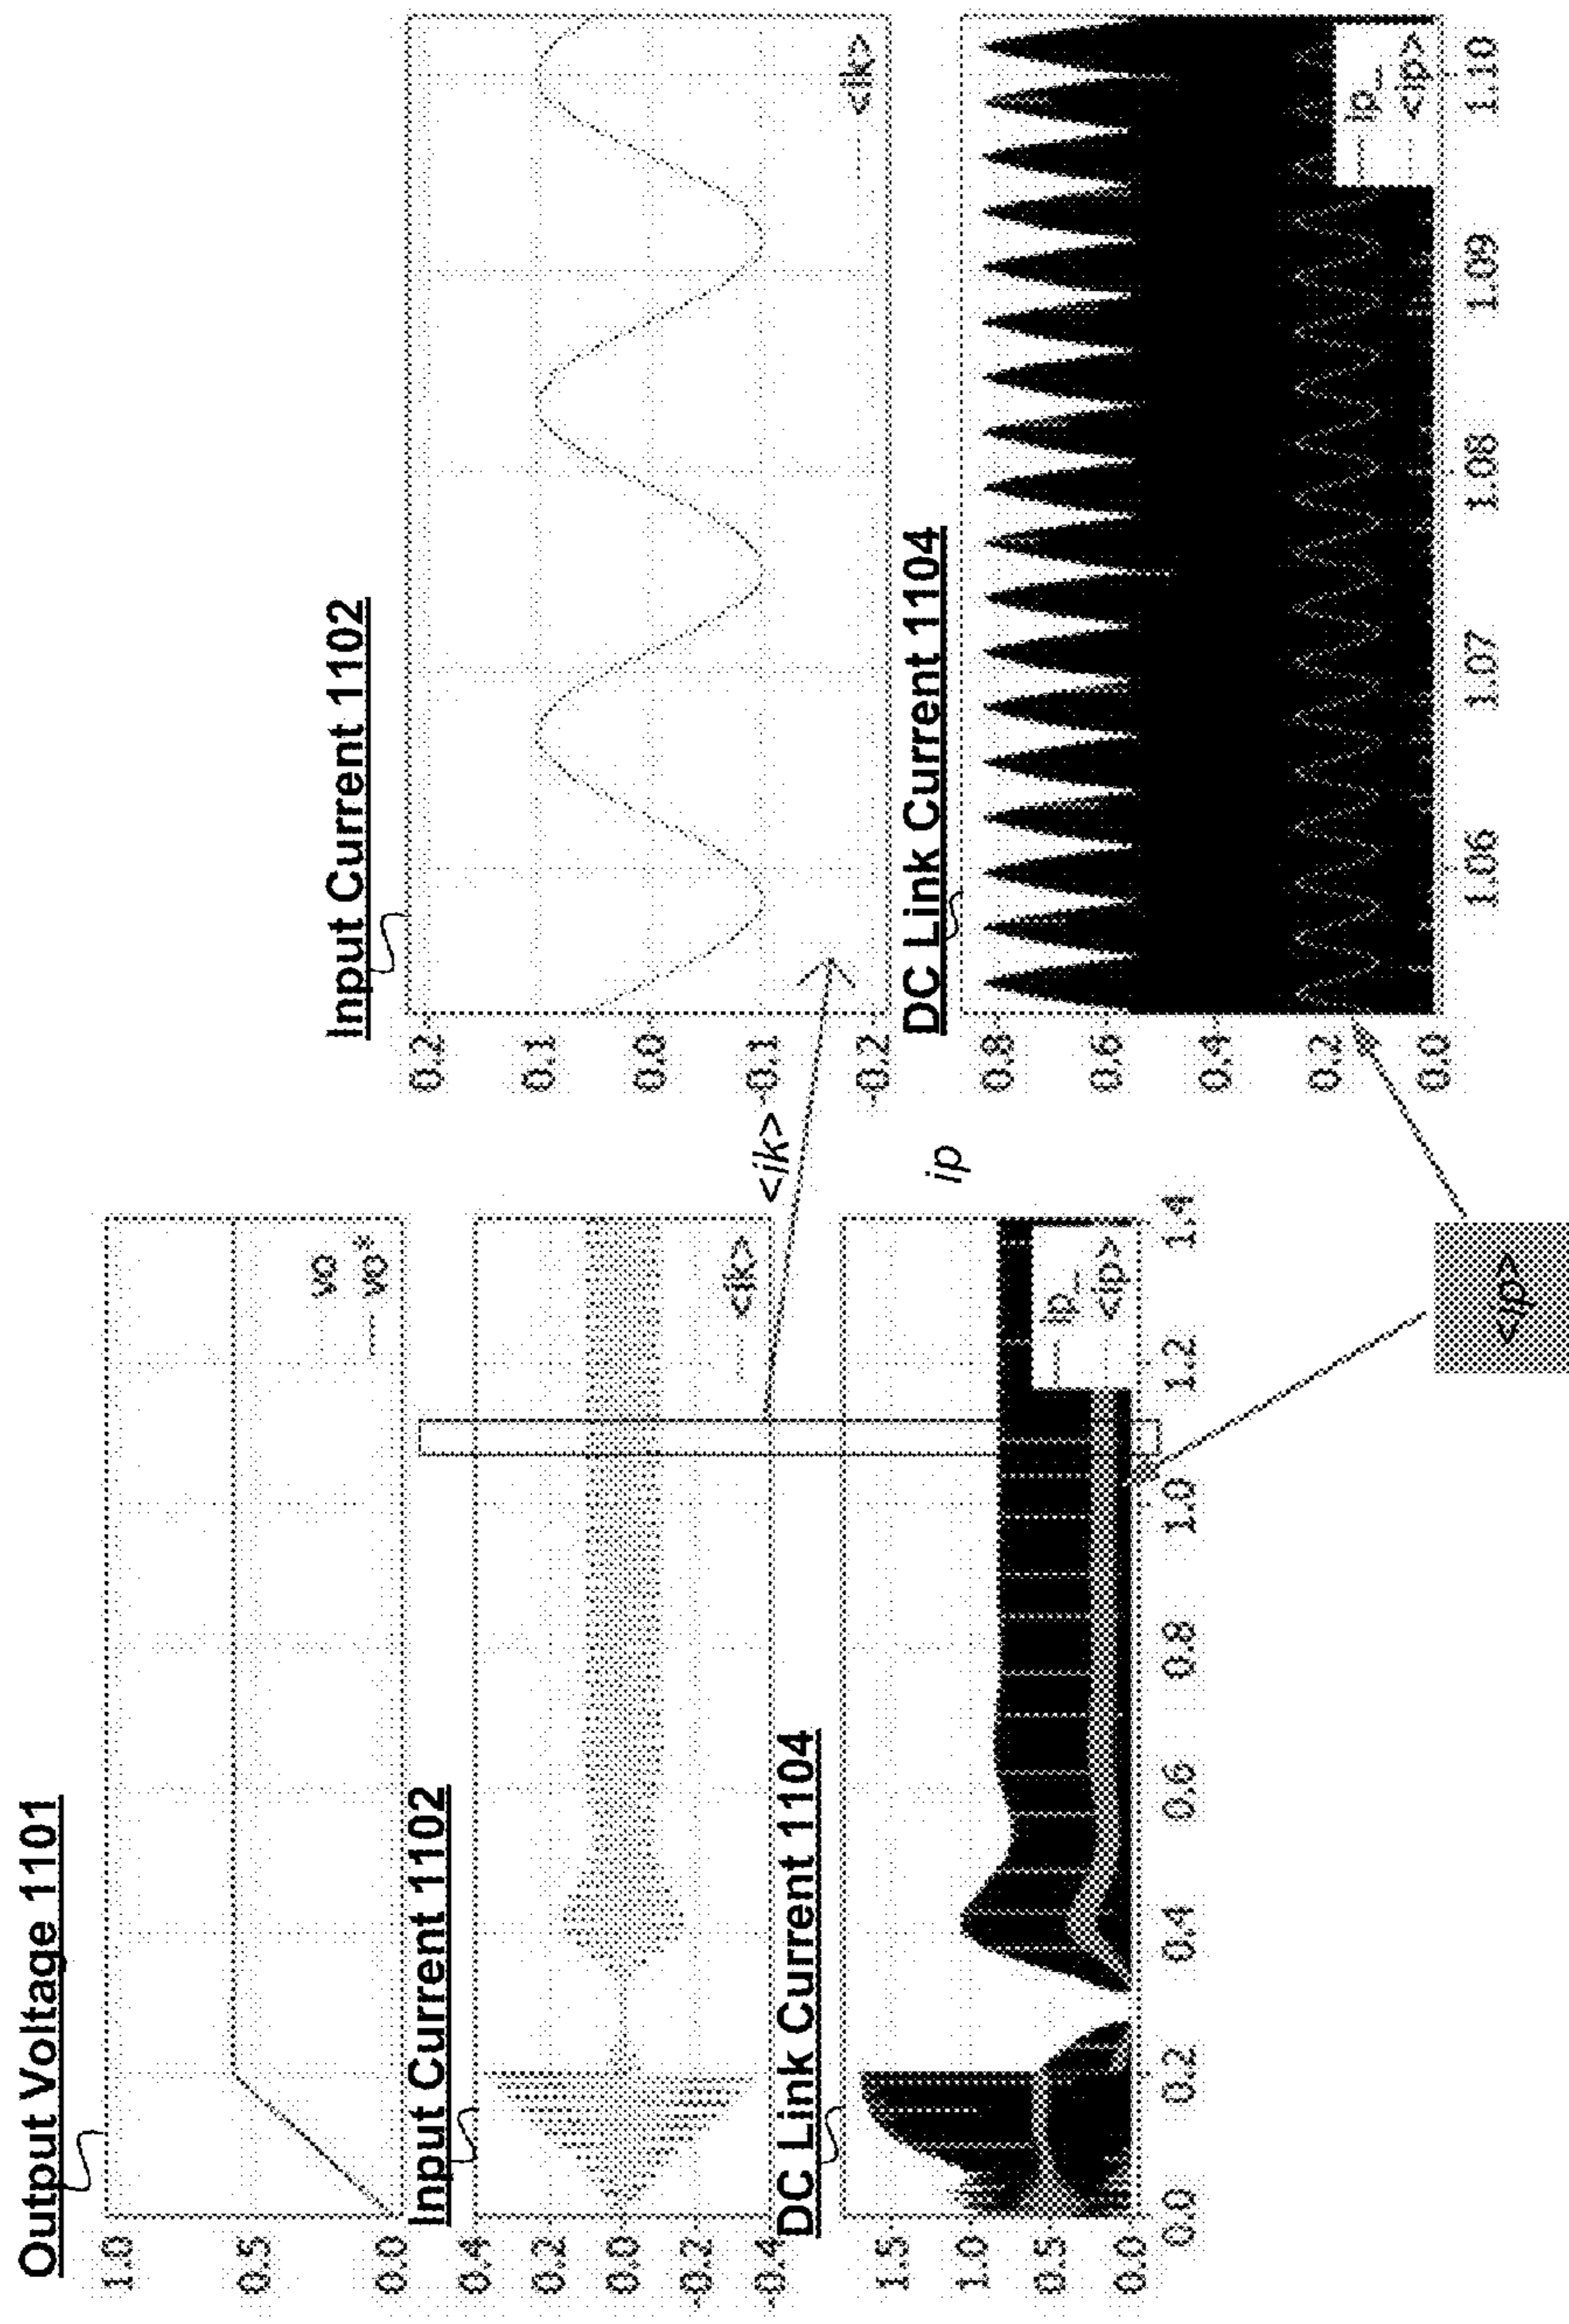 Output Voltage 1101
1.0
0.5
0.0
vo
vo*
Input Current 1102
0.4
0.2
0.0
-0.2
-0.4
<ik>
DC Link Current 1104
1.5
1.0
0.5
0.0
ip_
<ip>
0.0
0.2
0.4
0.6
0.8
1.0
1.2
1.4
<ik>
ip
<ip>
Input Current 1102
0.2
0.1
0.0
-0.1
-0.2
<ik>
DC Link Current 1104
0.8
0.6
0.4
0.2
0.0
ip_
<ip>
1.06
1.07
1.08
1.09
1.10